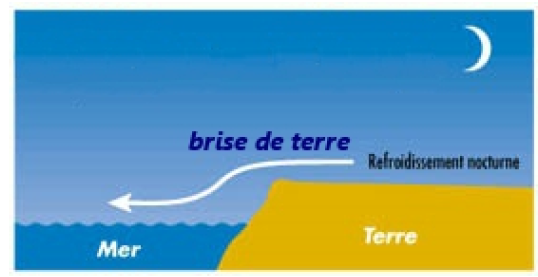 brise de terre
Refroidissement nocturne
Terre
Mer